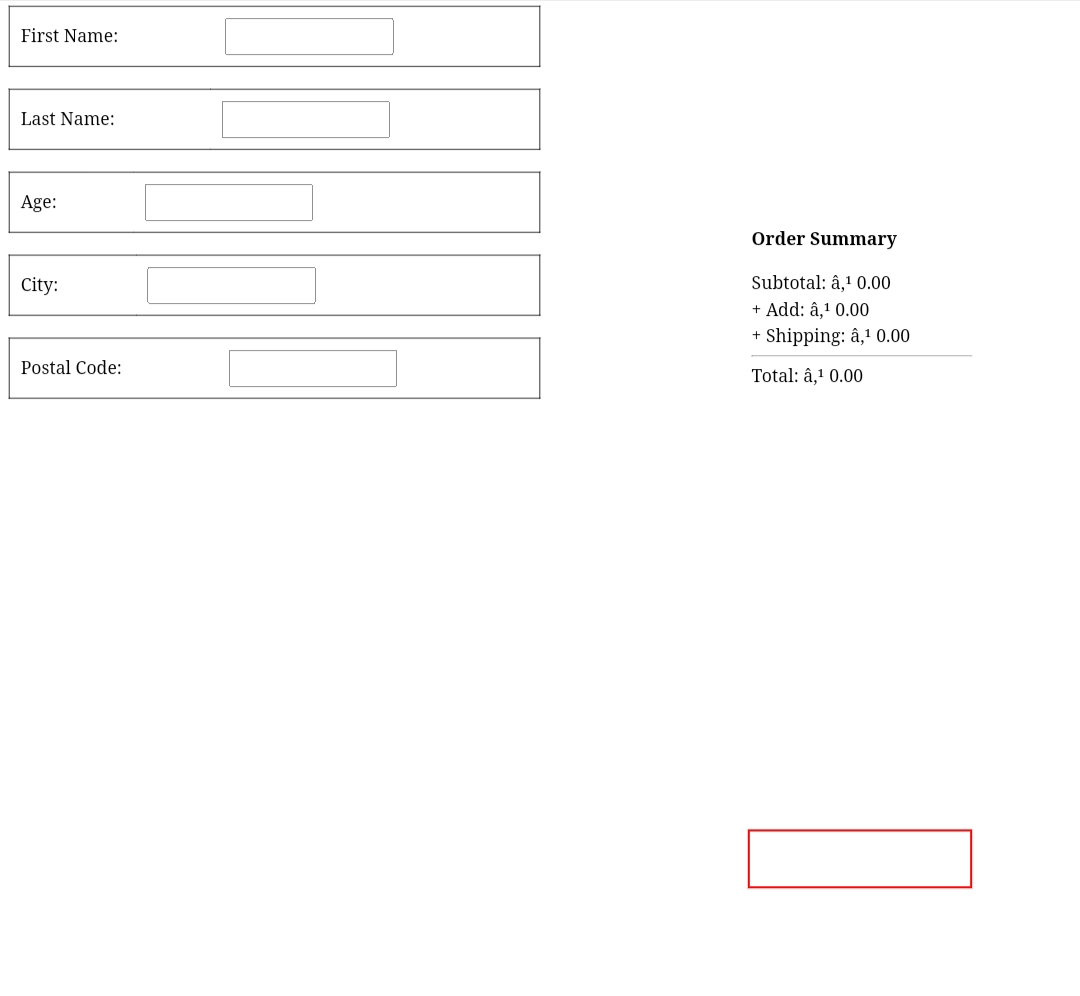 First Name:
Last Name:
Age:
City:
Postal Code:
Order Summary
Subtotal: â‚¹ 0.00
+ Add: â‚¹ 0.00
+ Shipping: â‚¹ 0.00
Total: â‚¹ 0.00